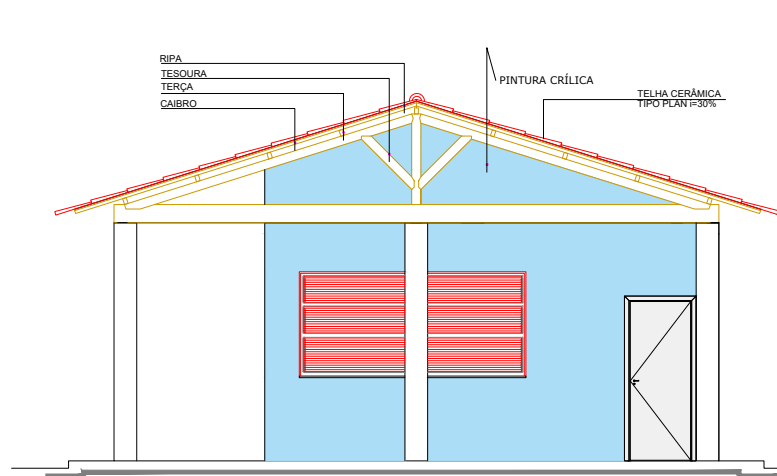 RIPA
TESOURA
TERÇA
CAIBRO
PINTURA CRÍLICA
TELHA CERÂMICA
TIPO PLAN i=30%